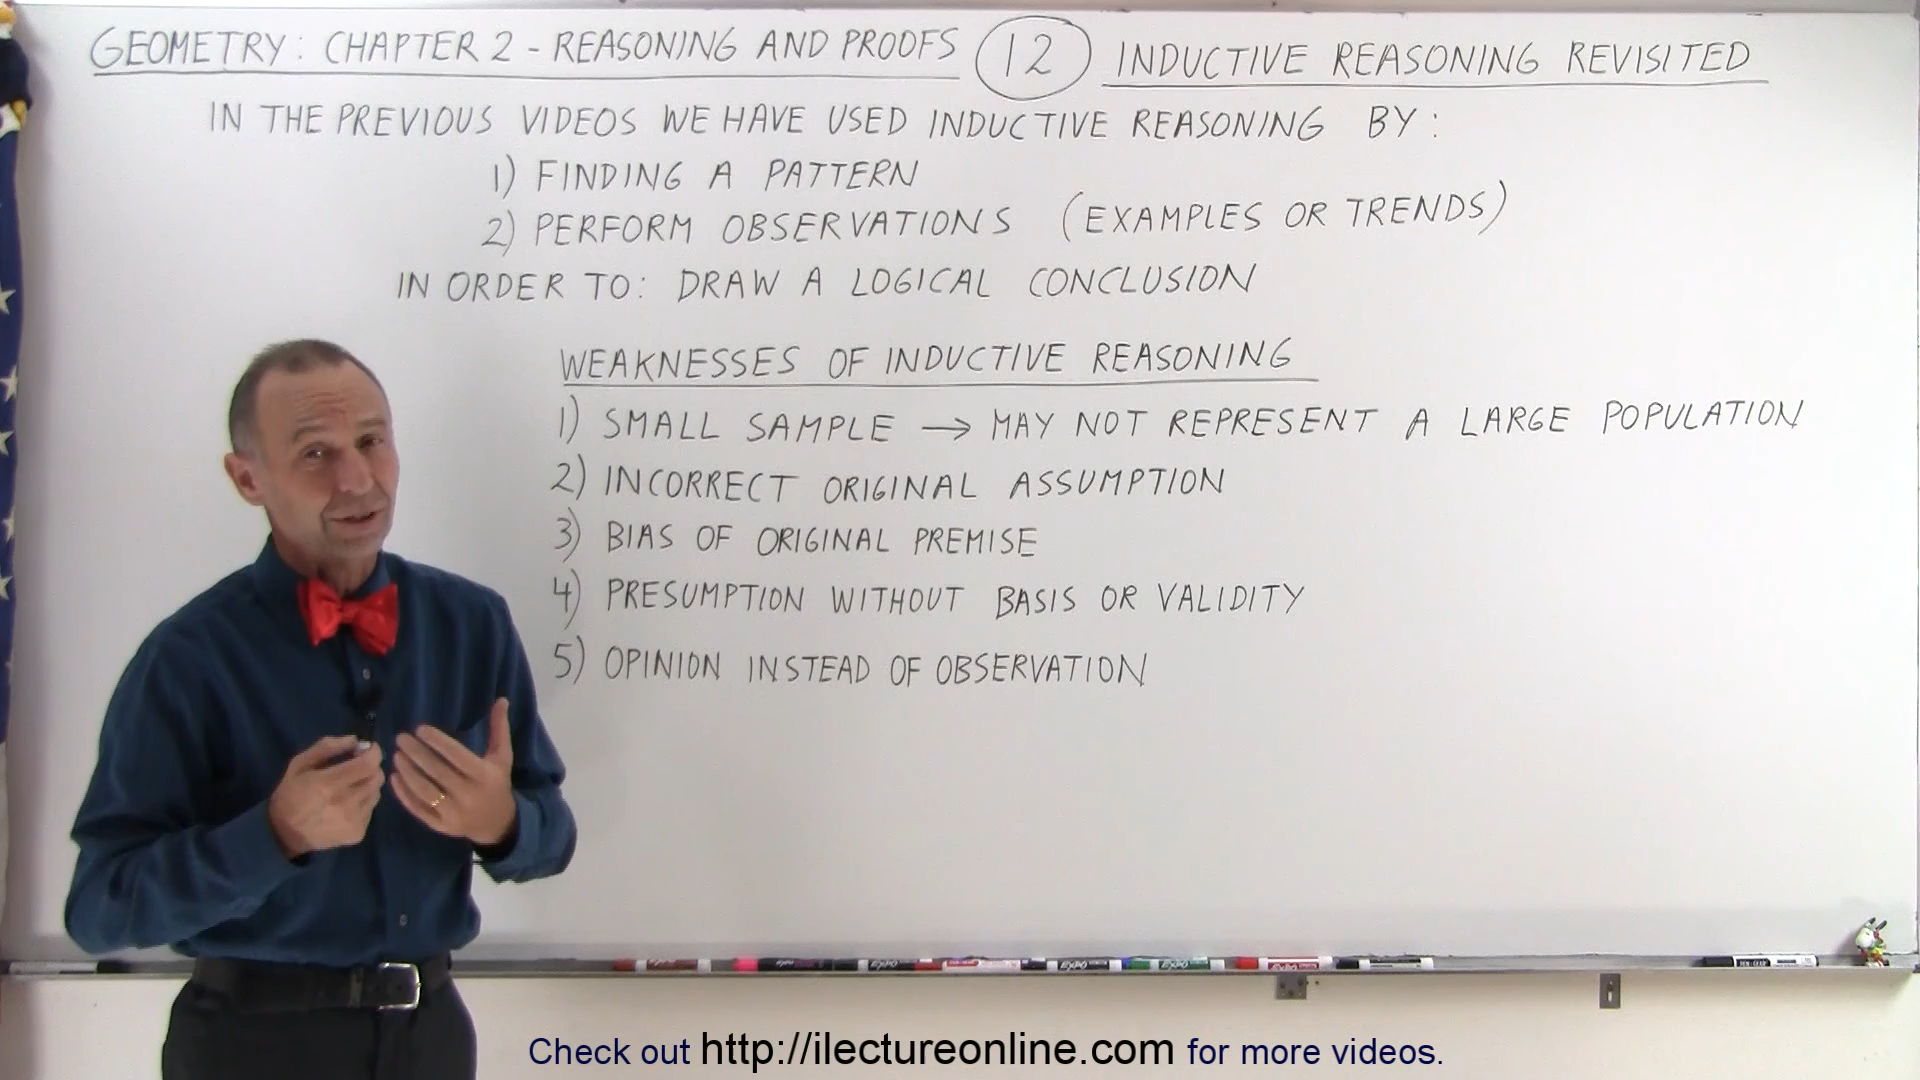 GEOMETRY: CHAPTER 2 - REASONING AND PROOFS 12 INDUCTIVE REASONING REVISITED
IN THE PREVIOUS VIDEOS WE HAVE USED INDUCTIVE REASONING BY:
1) FINDING A PATTERN
2) PERFORM OBSERVATIONS (EXAMPLES OR TRENDS)
IN ORDER TO: DRAW A LOGICAL CONCLUSION
WEAKNESSES OF INDUCTIVE REASONING
1) SMALL SAMPLE → MAY NOT REPRESENT A LARGE POPULATION
2) INCORRECT ORIGINAL ASSUMPTION
3) BIAS OF ORIGINAL PREMISE
4) PRESUMPTION WITHOUT BASIS OR VALIDITY
5) OPINION INSTEAD OF OBSERVATION
EXPO EXPO EXPO
Check out http://ilectureonline.com for more videos.